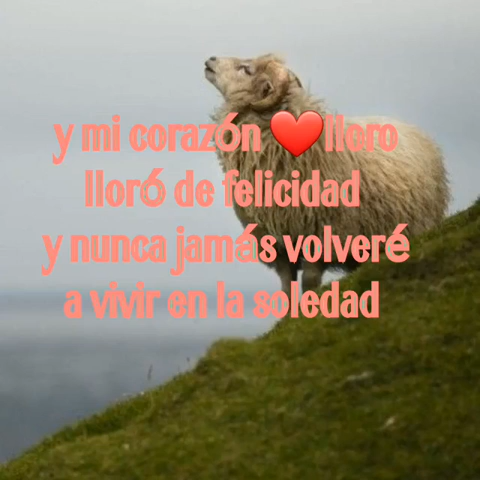 y mi corazón ❤️lloro
lloró de felicidad
y nunca jamás volveré
a vivir en la soledad